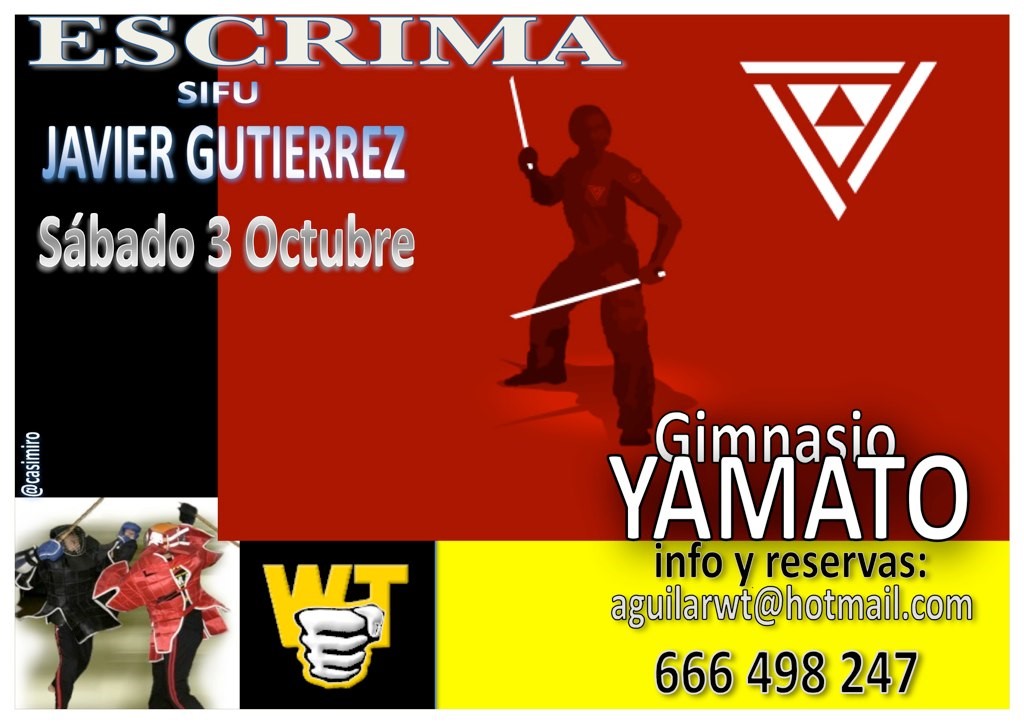 ESCRIMA
SIFU
JAVIER GUTIERREZ
Sábado 3 Octubre
@casimiro
WT
Gimnasio
YAMATO
info y reservas:
aguilarwt@hotmail.com
666 498 247